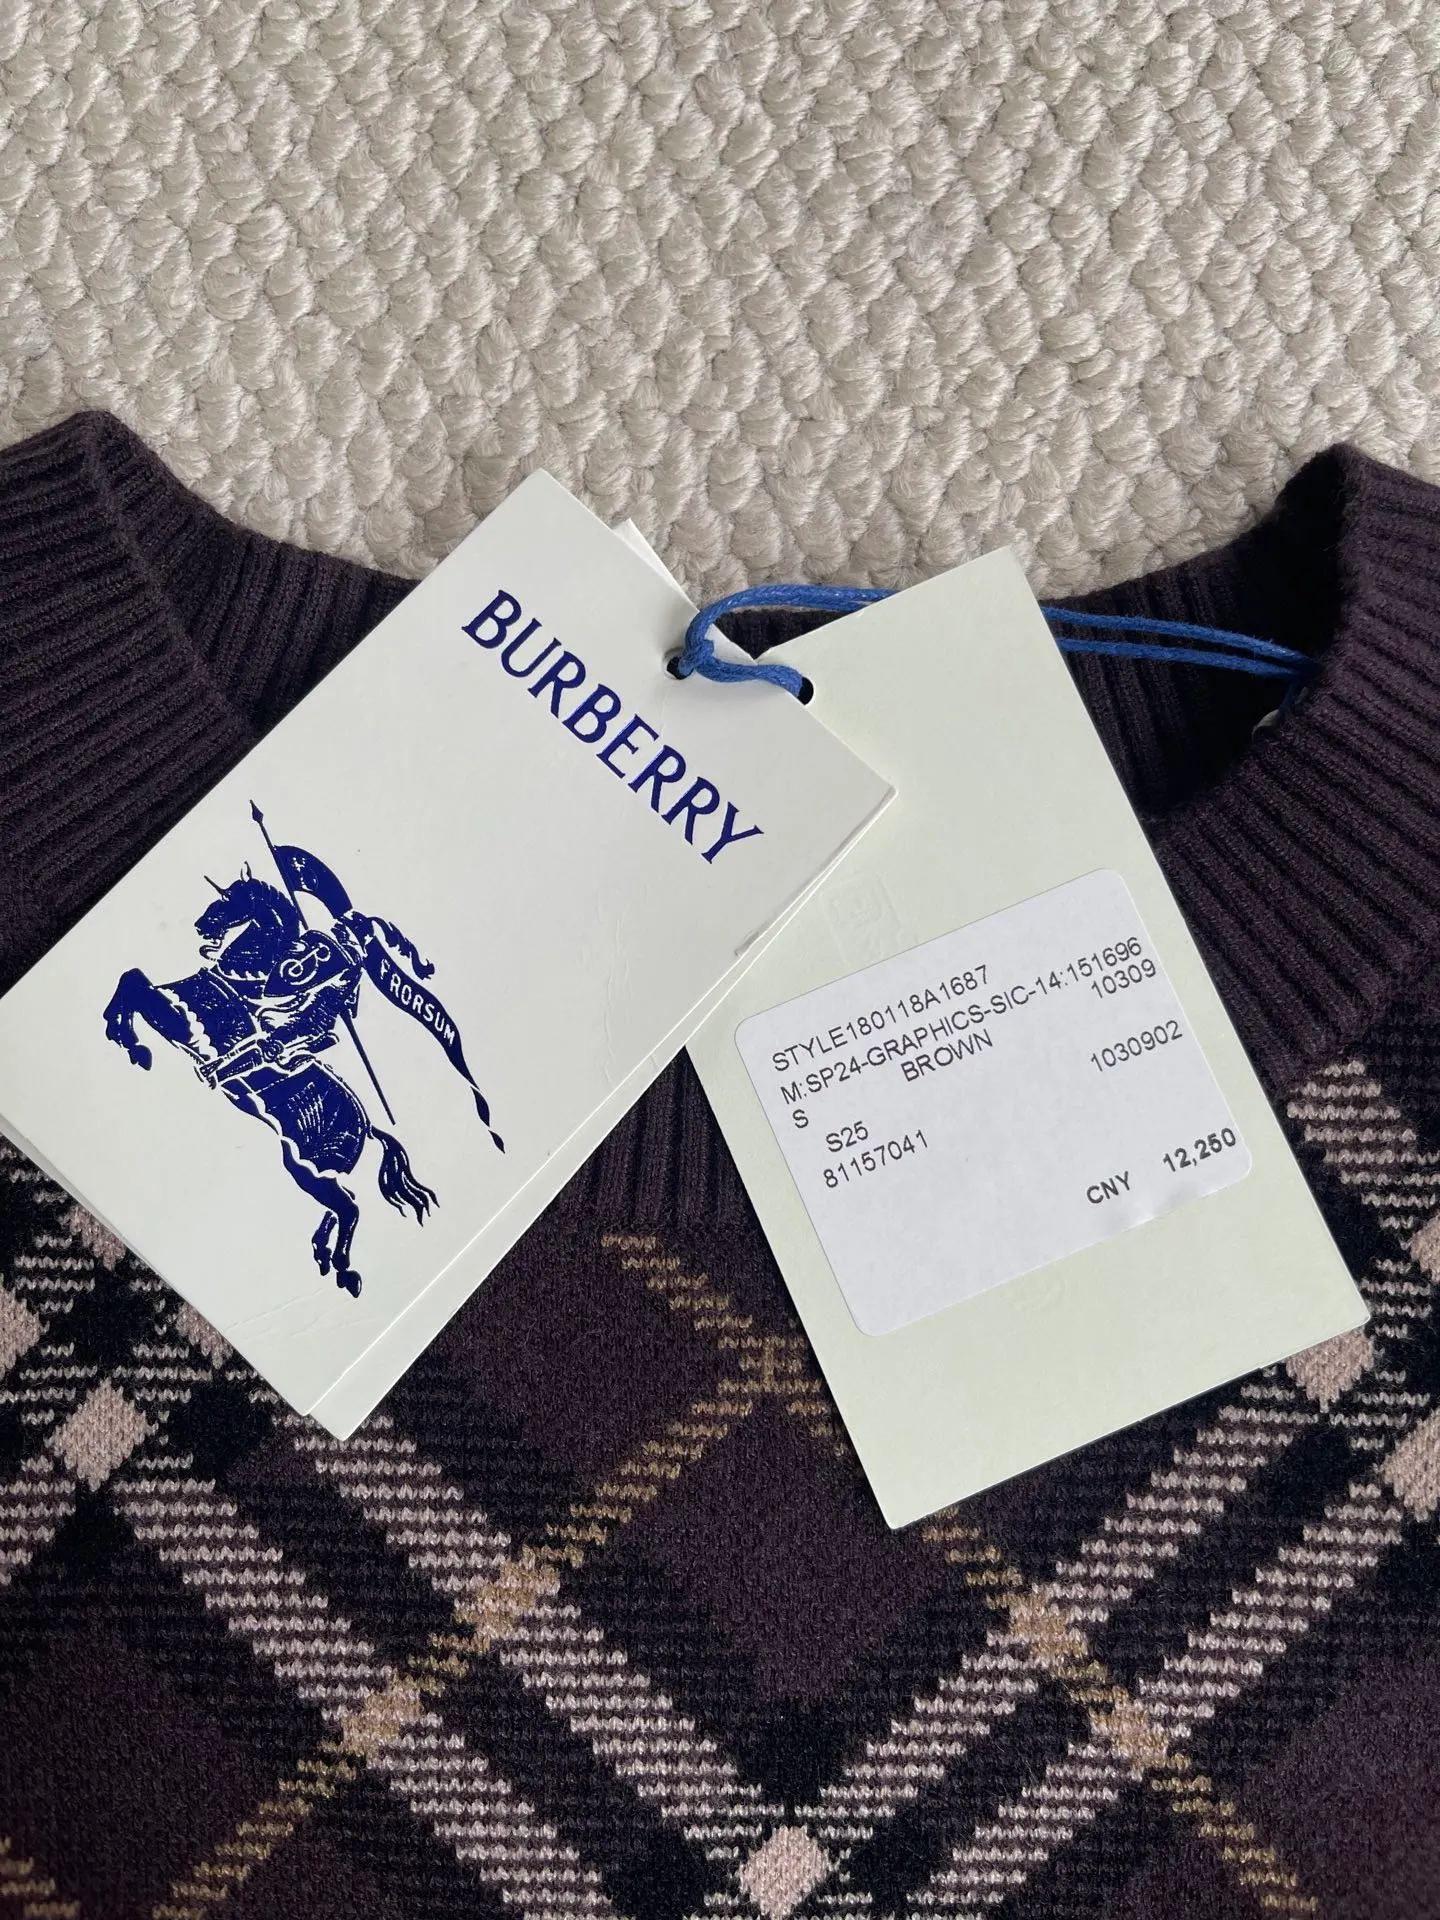 BURBERRY
PRORSUM
STYLE180118A1687
M:SP24-GRAPHICS-SIC-14:151696
BROWN 10309
S 1030902
S25
81157041
CNY 12,250